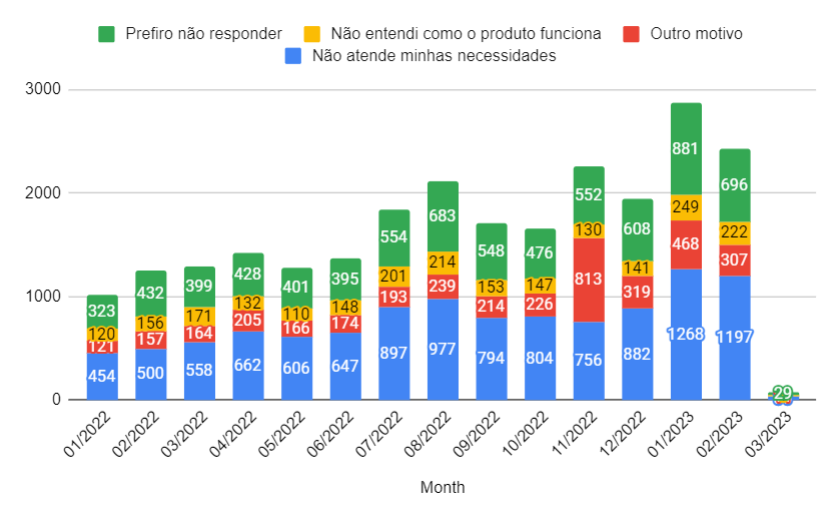 Prefiro não responder Não entendi como o produto funciona Outro motivo
Não atende minhas necessidades
3000
2000
1000
0
323 432 399 428 401 395 554 683 548 476 552 608 881 696 29
120 156 171 132 110 148 201 214 153 147 130 141 249 222
121 157 164 205 166 174 193 239 214 226 813 319 468 307
454 500 558 662 606 647 897 977 794 804 756 882 1268 1197
01/2022 02/2022 03/2022 04/2022 05/2022 06/2022 07/2022 08/2022 09/2022 10/2022 11/2022 12/2022 01/2023 02/2023 03/2023
Month